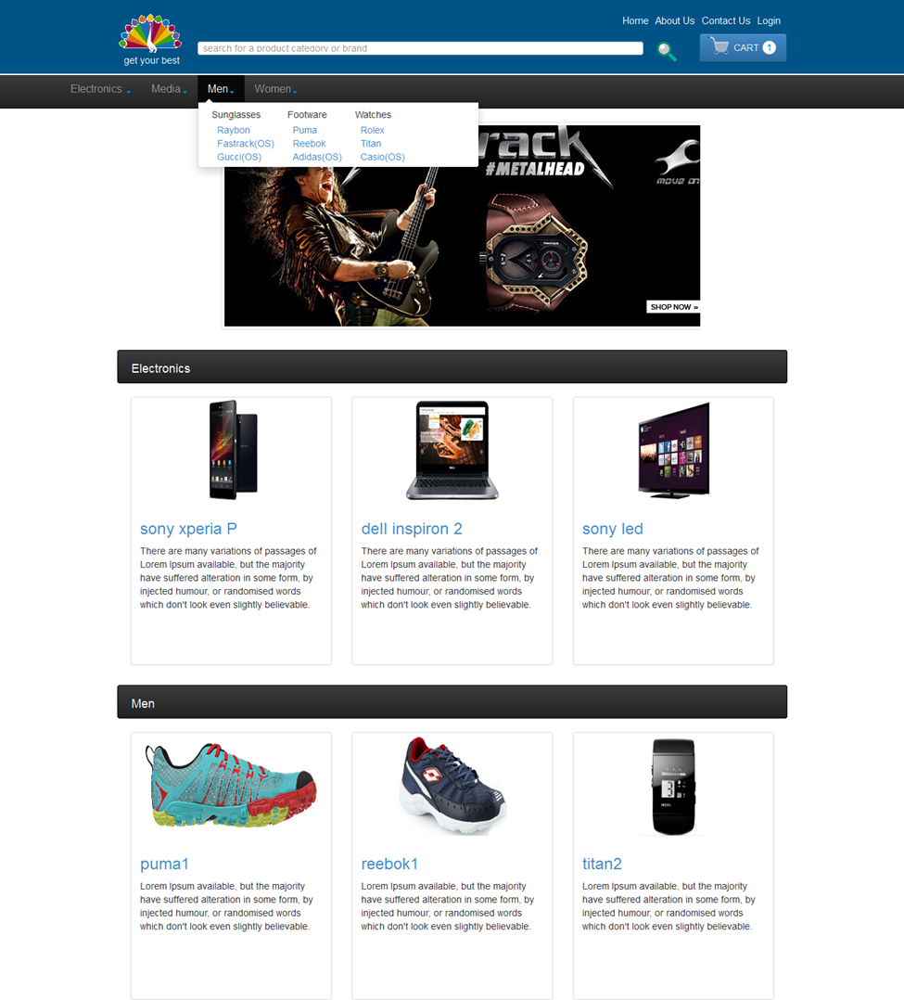 Home About Us Contact Us Login
search for a product category or brand
CART 1
get your best
Electronics Media Men Women
Sunglasses Footware Watches
Raybon Puma Rolex
Fastrack(OS) Reebok Titan
Gucci(OS) Adidas(OS) Casio(OS)
rack
#METALHEAD
MOVE ON
SHOP NOW »
Electronics
sony xperia P
There are many variations of passages of
Lorem Ipsum available, but the majority
have suffered alteration in some form, by
injected humour, or randomised words
which don't look even slightly believable.
dell inspiron 2
There are many variations of passages of
Lorem Ipsum available, but the majority
have suffered alteration in some form, by
injected humour, or randomised words
which don't look even slightly believable.
sony led
There are many variations of passages of
Lorem Ipsum available, but the majority
have suffered alteration in some form, by
injected humour, or randomised words
which don't look even slightly believable.
Men
puma1
Lorem Ipsum available, but the majority
have suffered alteration in some form, by
injected humour, or randomised words
which don't look even slightly believable.
reebok1
Lorem Ipsum available, but the majority
have suffered alteration in some form, by
injected humour, or randomised words
which don't look even slightly believable.
titan2
Lorem Ipsum available, but the majority
have suffered alteration in some form, by
injected humour, or randomised words
which don't look even slightly believable.